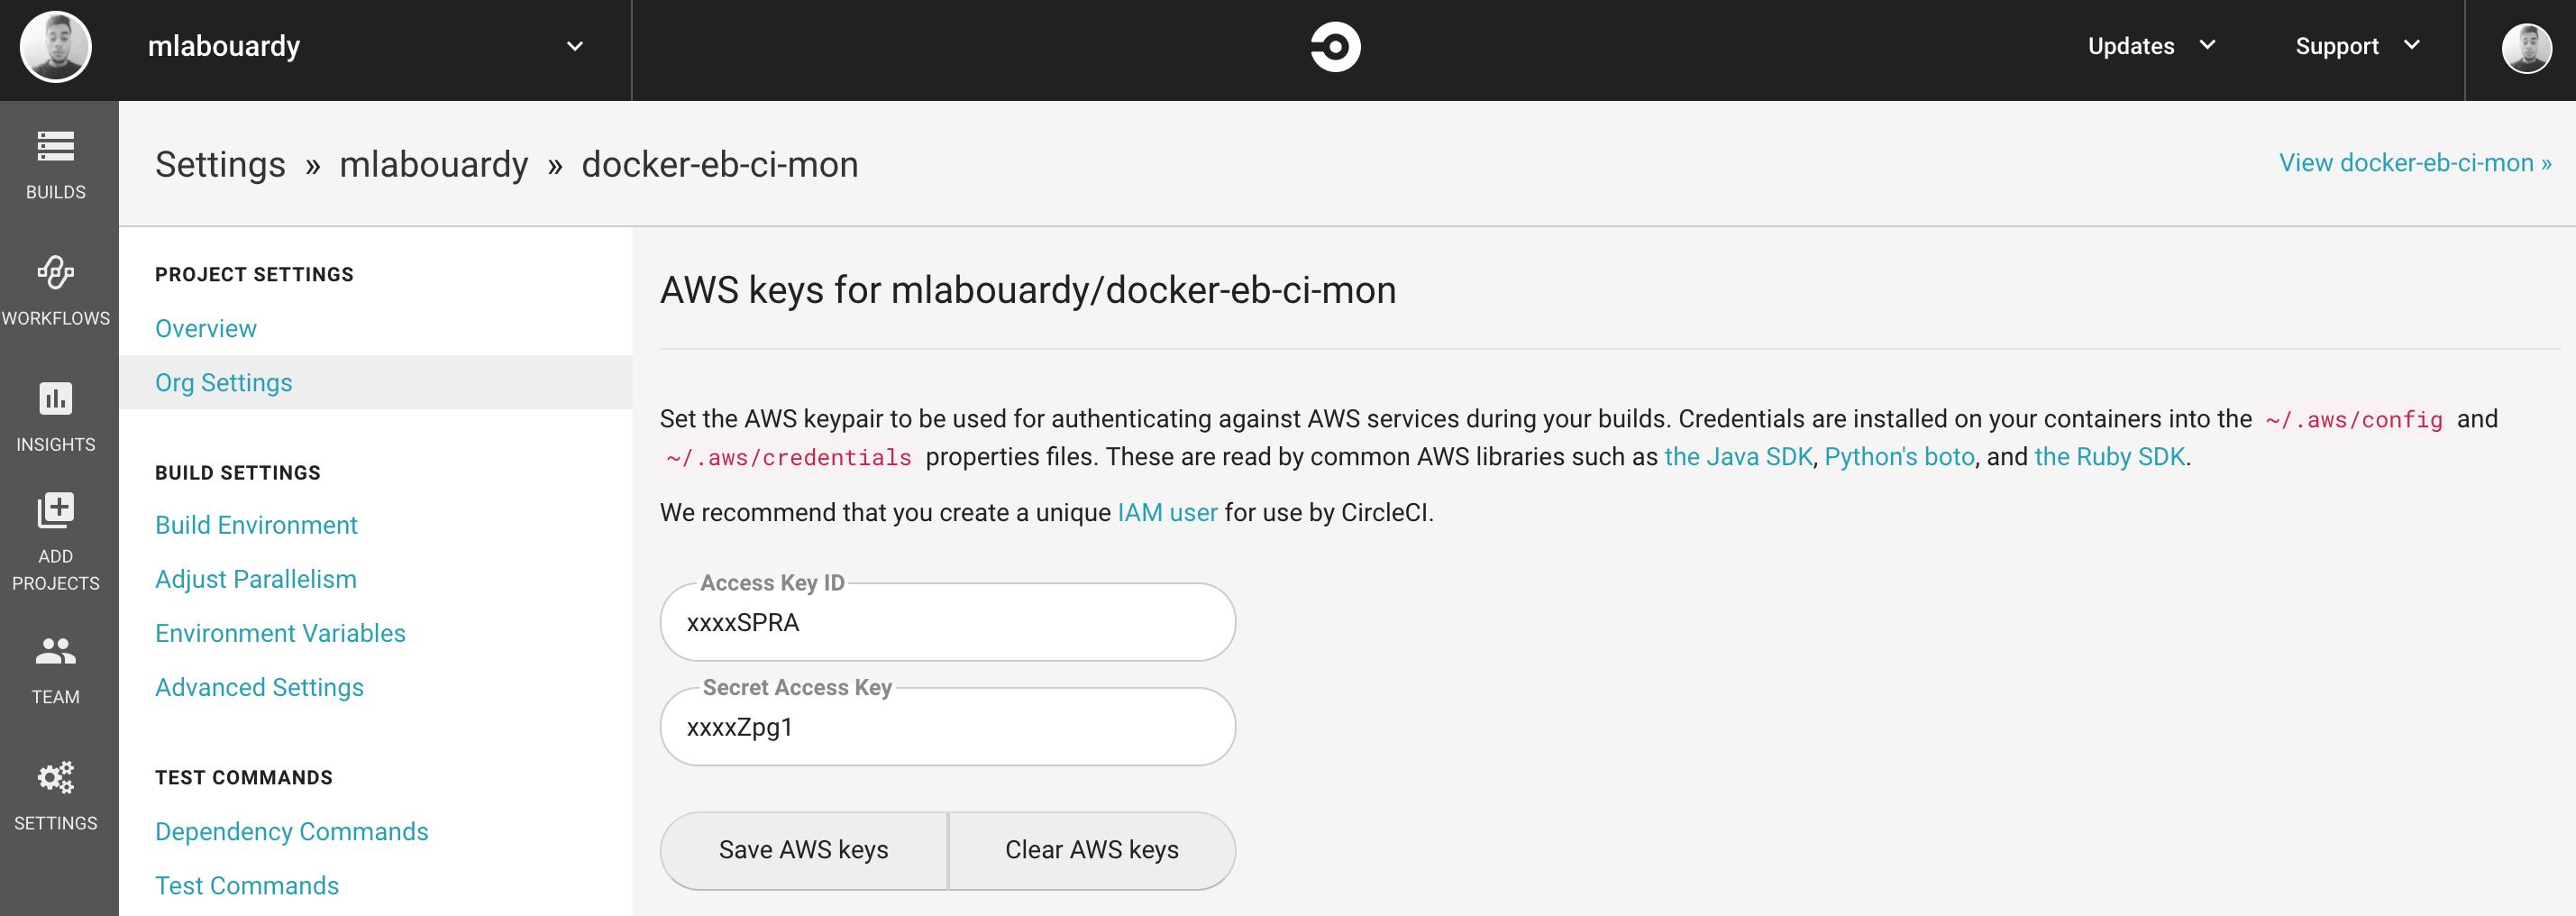 mlabouardy
Updates
Support
BUILDS
WORKFLOWS
INSIGHTS
ADD
PROJECTS
TEAM
SETTINGS
Settings » mlabouardy » docker-eb-ci-mon
View docker-eb-ci-mon »
PROJECT SETTINGS
Overview
Org Settings
BUILD SETTINGS
Build Environment
Adjust Parallelism
Environment Variables
Advanced Settings
TEST COMMANDS
Dependency Commands
Test Commands
AWS keys for mlabouardy/docker-eb-ci-mon
Set the AWS keypair to be used for authenticating against AWS services during your builds. Credentials are installed on your containers into the ~/.aws/config and
~/.aws/credentials properties files. These are read by common AWS libraries such as the Java SDK, Python's boto, and the Ruby SDK.
We recommend that you create a unique IAM user for use by CircleCI.
Access Key ID
xxxxSPRA
Secret Access Key
xxxxZpg1
Save AWS keys
Clear AWS keys